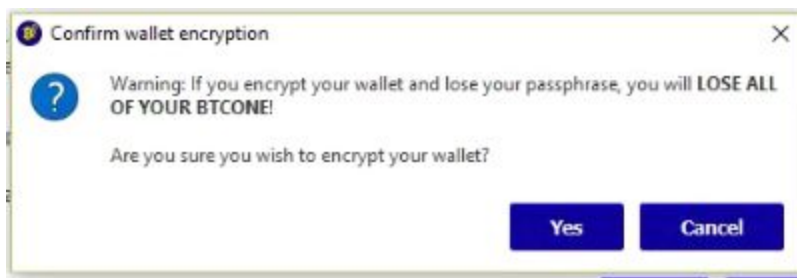 Confirm wallet encryption
Warning: If you encrypt your wallet and lose your passphrase, you will LOSE ALL
OF YOUR BTCONE!
Are you sure you wish to encrypt your wallet?
Yes
Cancel